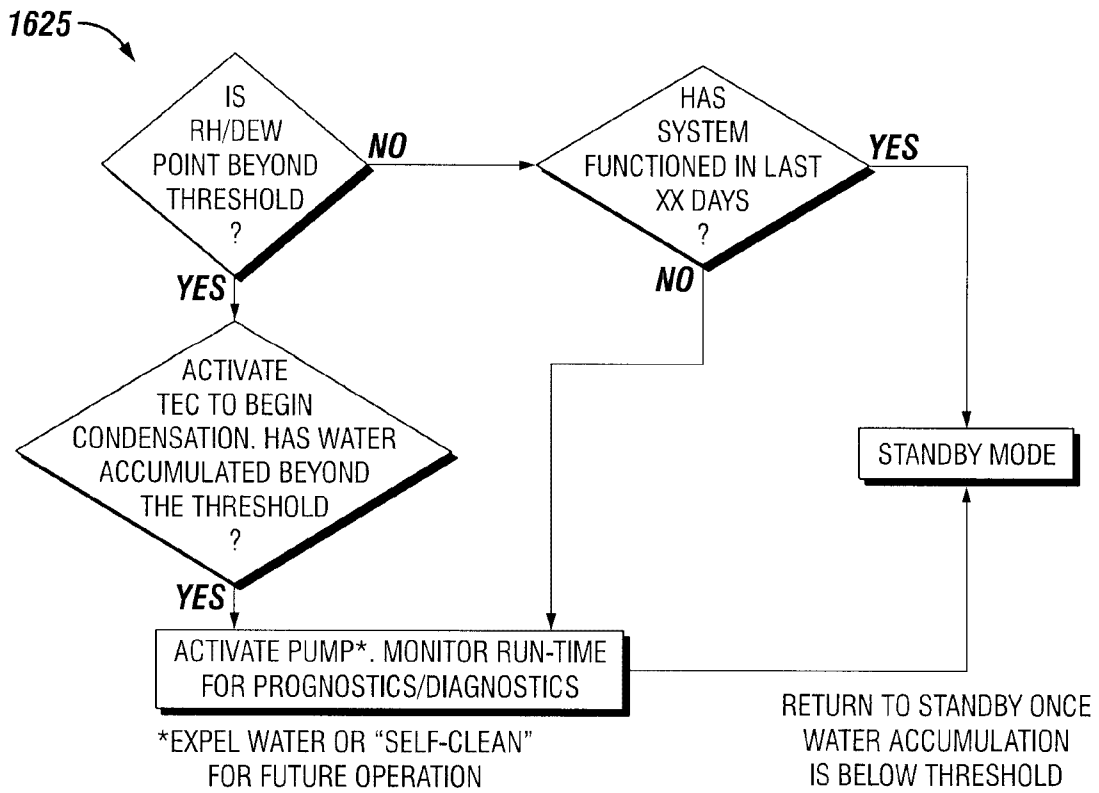 1625
IS
RH/DEW
POINT BEYOND
THRESHOLD
?
NO
HAS
SYSTEM
FUNCTIONED IN LAST
XX DAYS
?
YES
NO
YES
ACTIVATE
TEC TO BEGIN
CONDENSATION. HAS WATER
ACCUMULATED BEYOND
THE THRESHOLD
?
STANDBY MODE
YES
ACTIVATE PUMP*. MONITOR RUN-TIME
FOR PROGNOSTICS/DIAGNOSTICS
*EXPEL WATER OR “SELF-CLEAN”
FOR FUTURE OPERATION
RETURN TO STANDBY ONCE
WATER ACCUMULATION
IS BELOW THRESHOLD